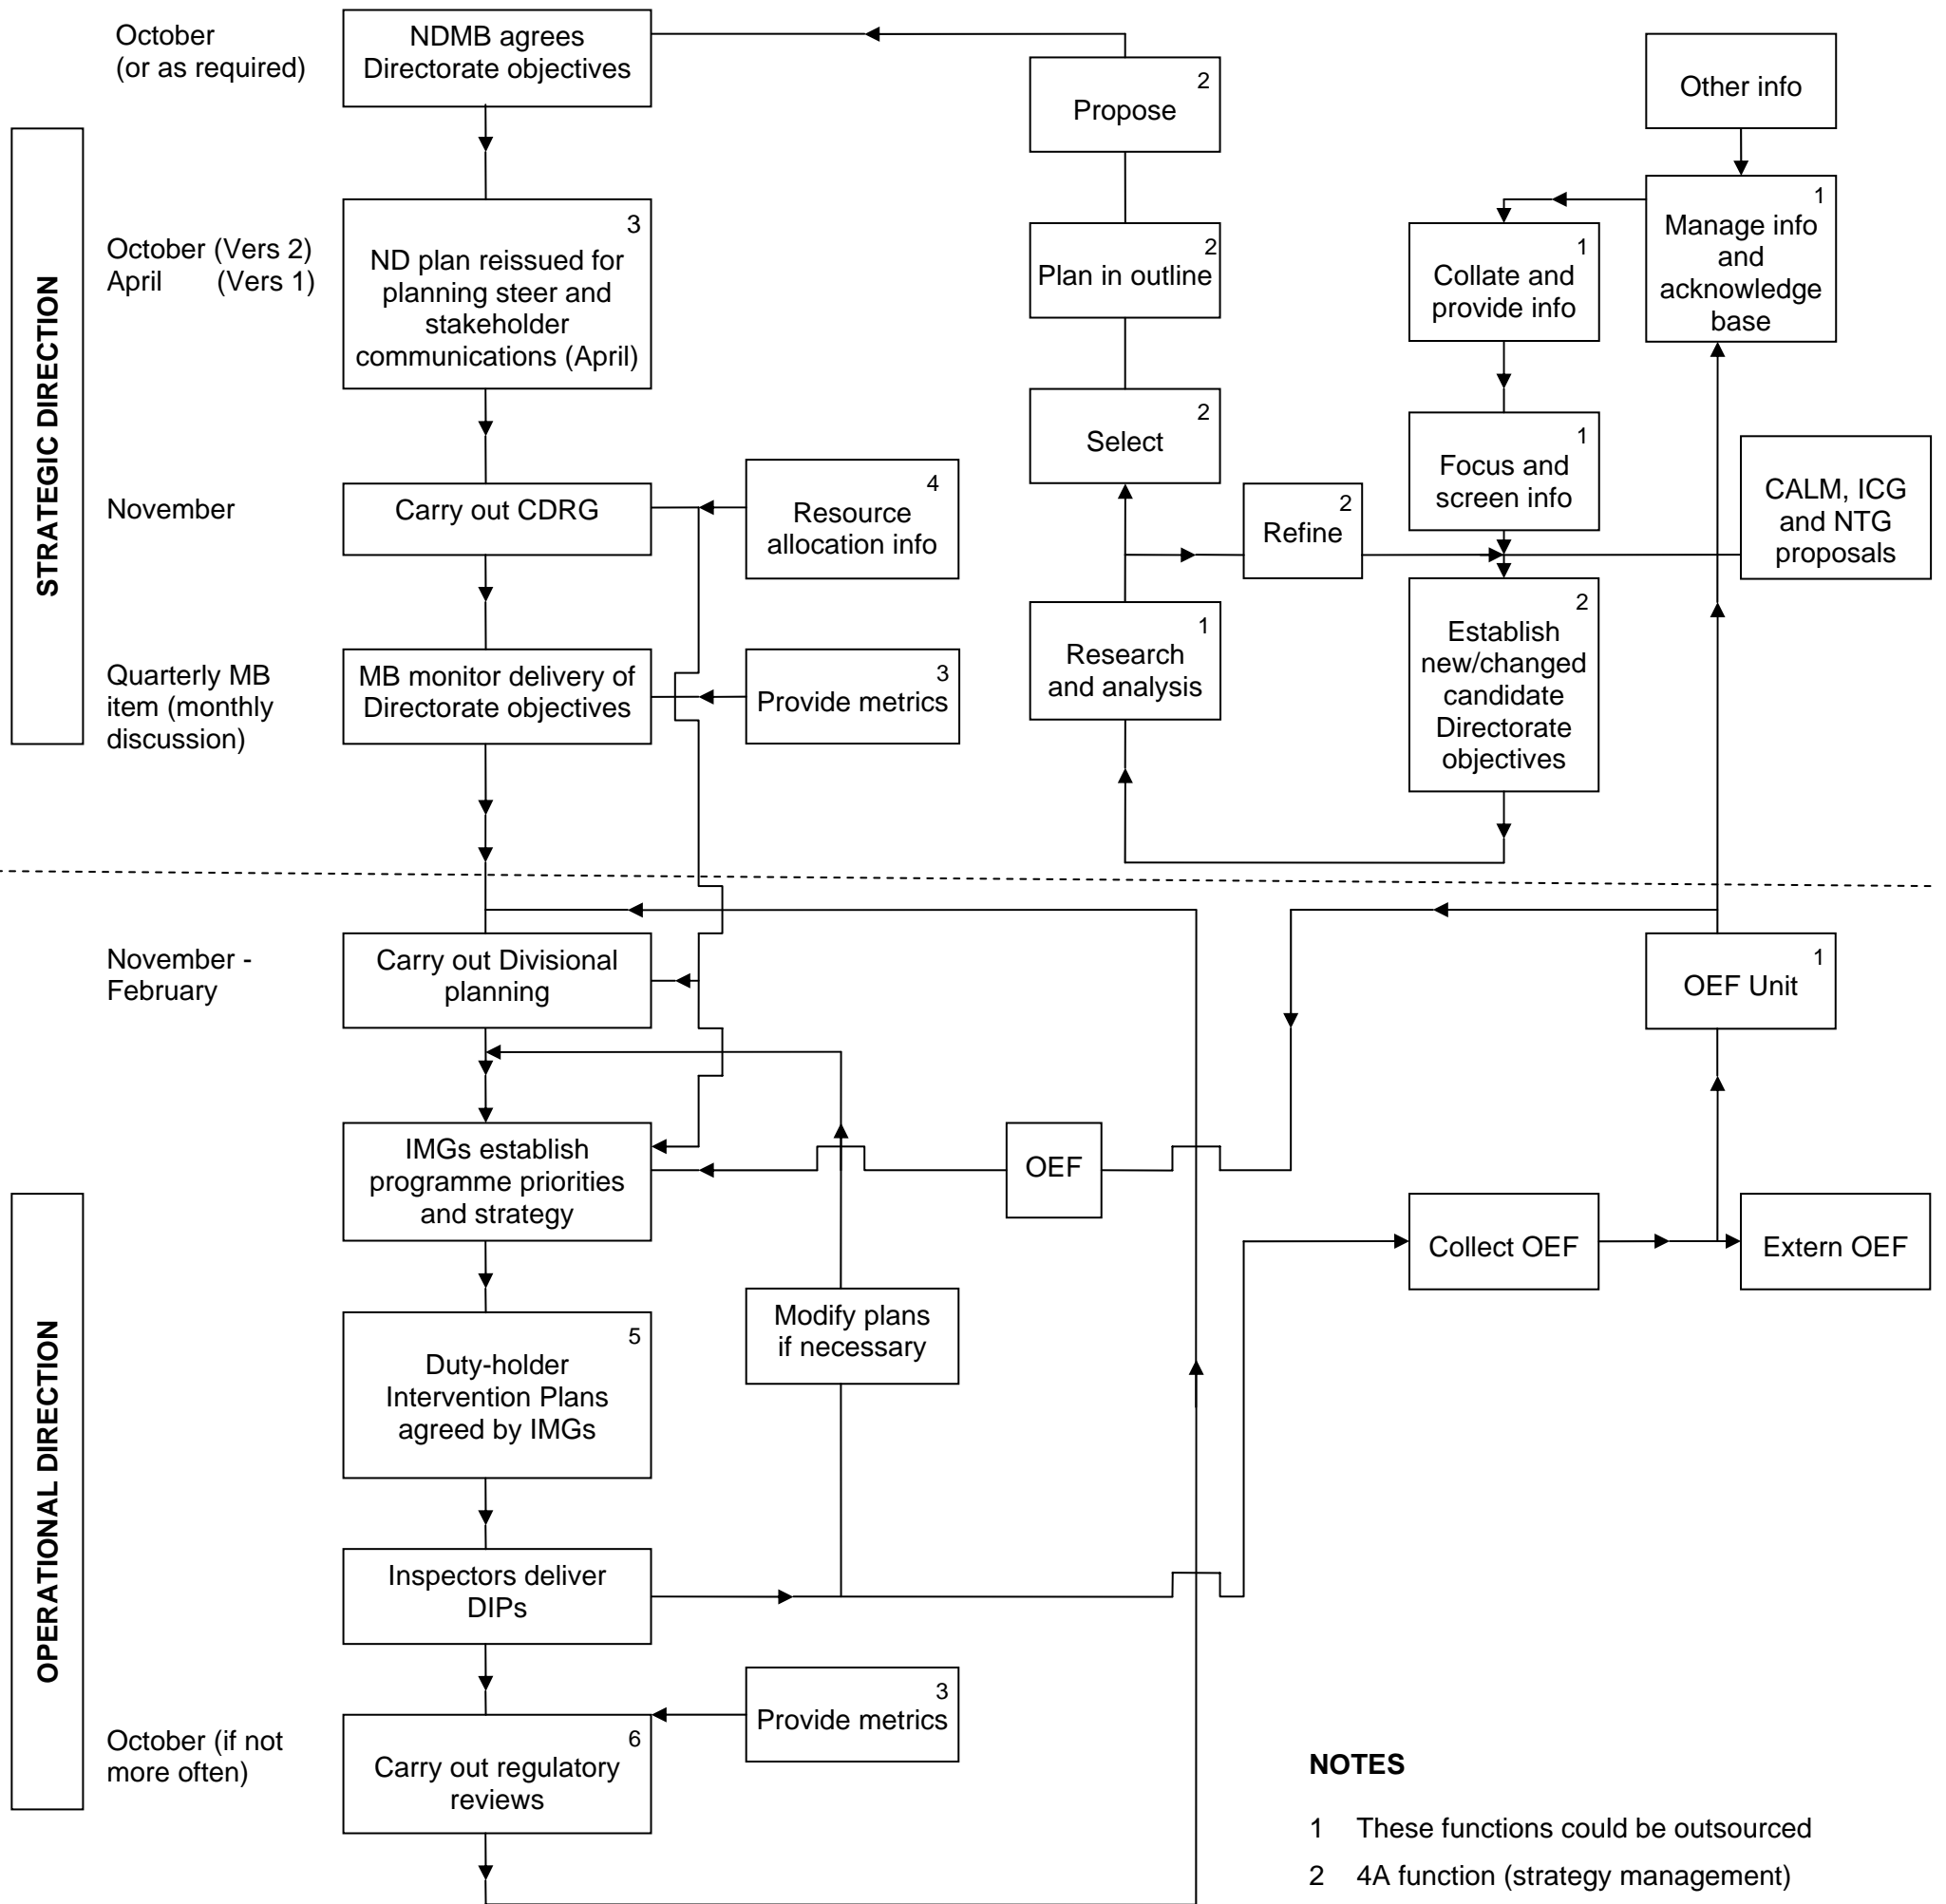 October
(or as required)
NDMB agrees
Directorate objectives
2
Propose
Other info
STRATEGIC DIRECTION
October (Vers 2)
April (Vers 1)
3
ND plan reissued for
planning steer and
stakeholder
communications (April)
2
Plan in outline
1
Collate and
provide info
1
Manage info
and
acknowledge
base
2
Select
1
Focus and
screen info
November
Carry out CDRG
4
Resource
allocation info
2
Refine
CALM, ICG
and NTG
proposals
Quarterly MB
item (monthly
discussion)
MB monitor delivery of
Directorate objectives
3
Provide metrics
1
Research
and analysis
2
Establish
new/changed
candidate
Directorate
objectives
November -
February
Carry out Divisional
planning
1
OEF Unit
IMGs establish
programme priorities
and strategy
OEF
Collect OEF
Extern OEF
OPERATIONAL DIRECTION
5
Duty-holder
Intervention Plans
agreed by IMGs
Modify plans
if necessary
Inspectors deliver
DIPs
October (if not
more often)
6
Carry out regulatory
reviews
3
Provide metrics
NOTES
1 These functions could be outsourced
2 4A function (strategy management)